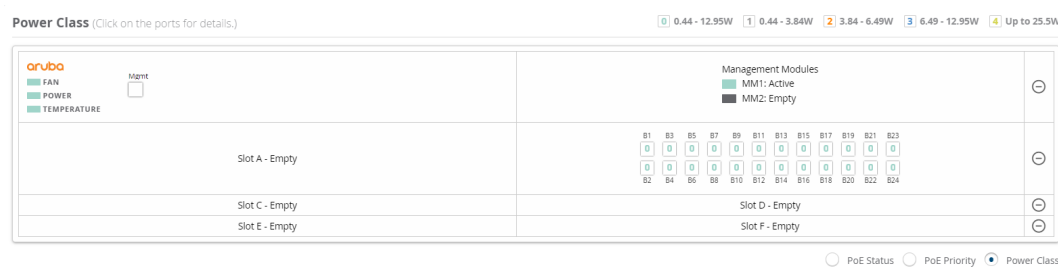 Power Class (Click on the ports for details.)
0 0.44 - 12.95W 1 0.44 - 3.84W 2 3.84 - 6.49W 3 6.49 - 12.95W 4 Up to 25.5W
aruba
FAN
POWER
TEMPERATURE
Mgmt
Management Modules
MM1: Active
MM2: Empty
Slot A - Empty
B1 B3 B5 B7 B9 B11 B13 B15 B17 B19 B21 B23
0 0 0 0 0 0 0 0 0 0 0 0
0 0 0 0 0 0 0 0 0 0 0 0
B2 B4 B6 B8 B10 B12 B14 B16 B18 B20 B22 B24
Slot C - Empty
Slot D - Empty
Slot E - Empty
Slot F - Empty
PoE Status PoE Priority Power Class